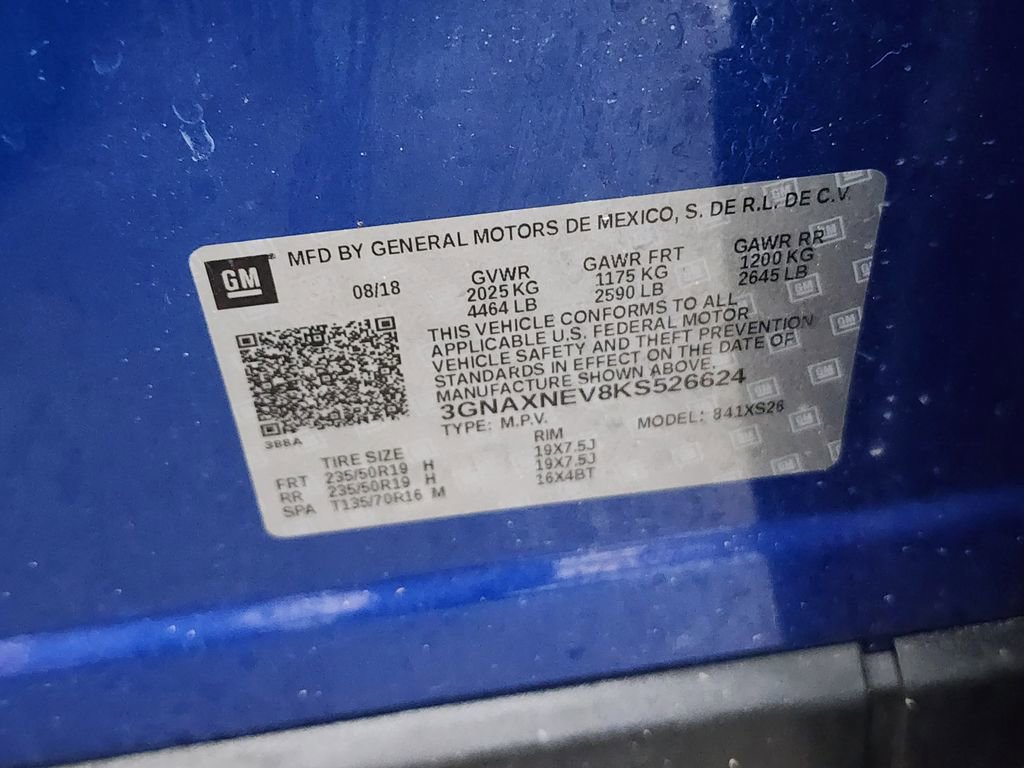 MFD BY GENERAL MOTORS DE MEXICO, S. DE R.L. DE C.V.
GM
08/18
GVWR
2025 KG
4464 LB
GAWR FRT
1175 KG
2590 LB
GAWR RR
1200 KG
2645 LB
THIS VEHICLE CONFORMS TO ALL
APPLICABLE U.S. FEDERAL MOTOR
VEHICLE SAFETY AND THEFT PREVENTION
STANDARDS IN EFFECT ON THE DATE OF
MANUFACTURE SHOWN ABOVE.
3GNAXNEV8KS526624
TYPE: M.P.V. MODEL: 841XS26
TIRE SIZE RIM
FRT 235/50R19 H 19X7.5J
RR 235/50R19 H 19X7.5J
SPA T135/70R16 M 16X4BT